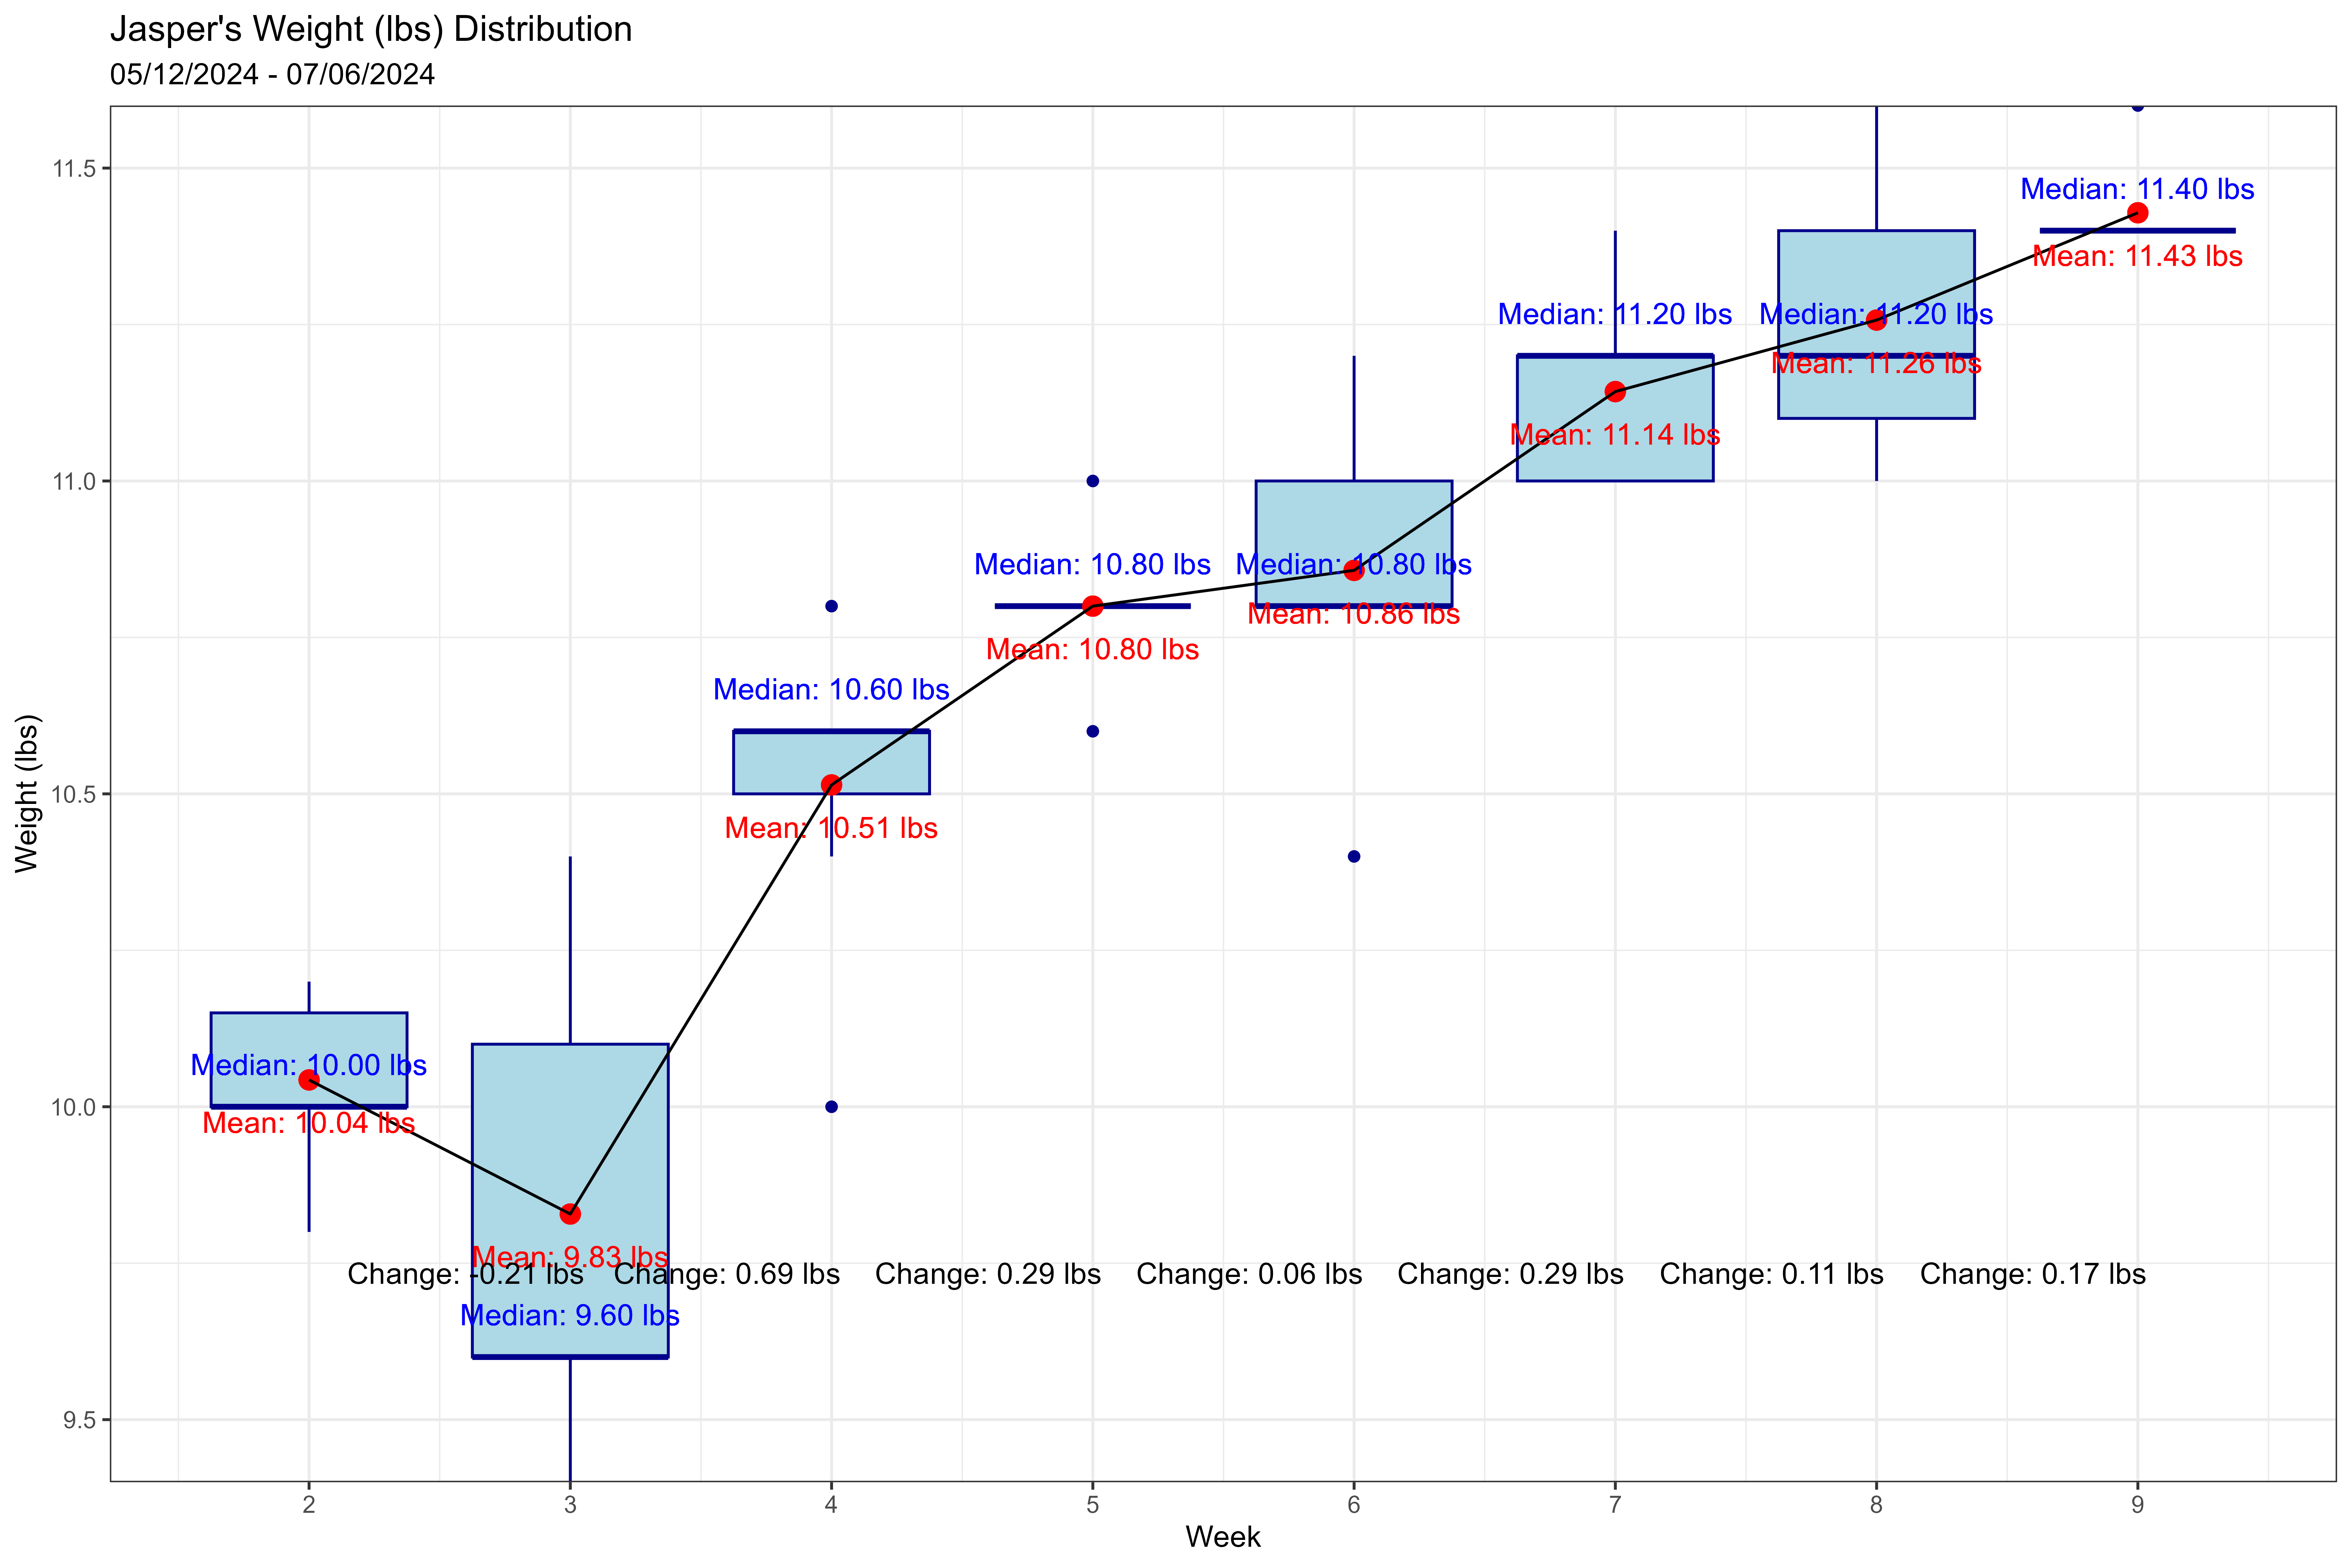 Jasper's Weight (lbs) Distribution
05/12/2024 - 07/06/2024
Weight (lbs)
11.5
11.0
10.5
10.0
9.5
Median: 11.40 lbs
Mean: 11.43 lbs
Median: 11.20 lbs
Median: 11.20 lbs
Mean: 11.26 lbs
Mean: 11.14 lbs
Median: 10.80 lbs
Median: 10.80 lbs
Mean: 10.86 lbs
Mean: 10.80 lbs
Median: 10.60 lbs
Mean: 10.51 lbs
Median: 10.00 lbs
Mean: 10.04 lbs
Mean: 9.83 lbs
Change: -0.21 lbs
Change: 0.69 lbs
Change: 0.29 lbs
Change: 0.06 lbs
Change: 0.29 lbs
Change: 0.11 lbs
Change: 0.17 lbs
Median: 9.60 lbs
2 3 4 5 6 7 8 9
Week